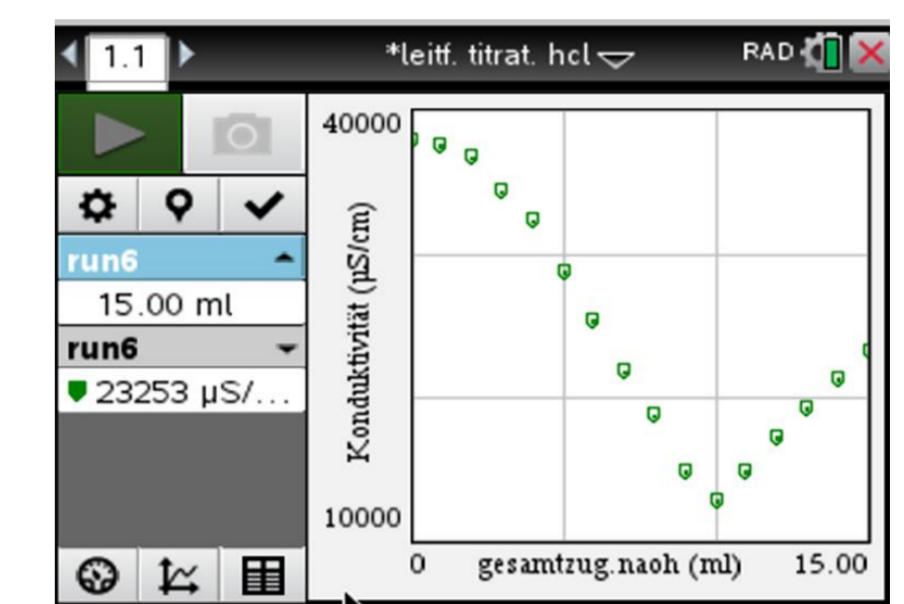 1.1
*leitf. titrat. hcl
RAD
run6
15.00 ml
run6
23253 µS/...
40000
Konduktivität (µS/cm)
10000
0
gesamtzug.naoh (ml)
15.00